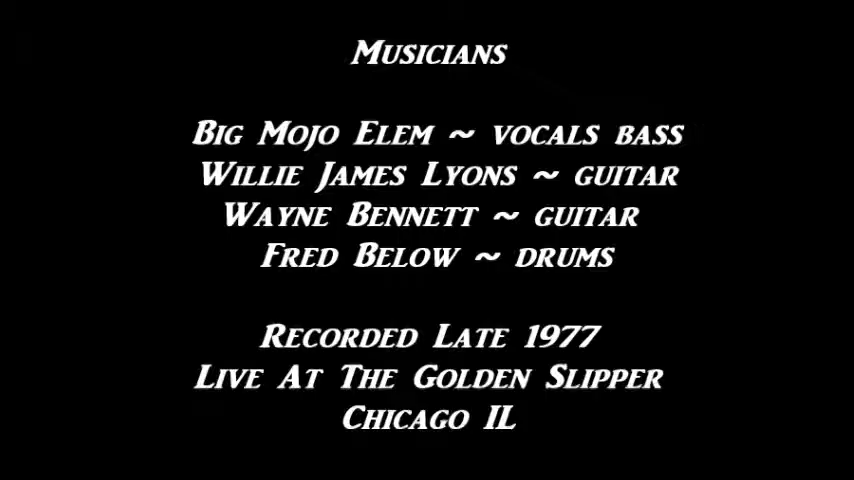 Musicians
Big Mojo Elem ~ vocals bass
Willie James Lyons ~ guitar
Wayne Bennett ~ guitar
Fred Below ~ drums
Recorded Late 1977
Live At The Golden Slipper
Chicago IL